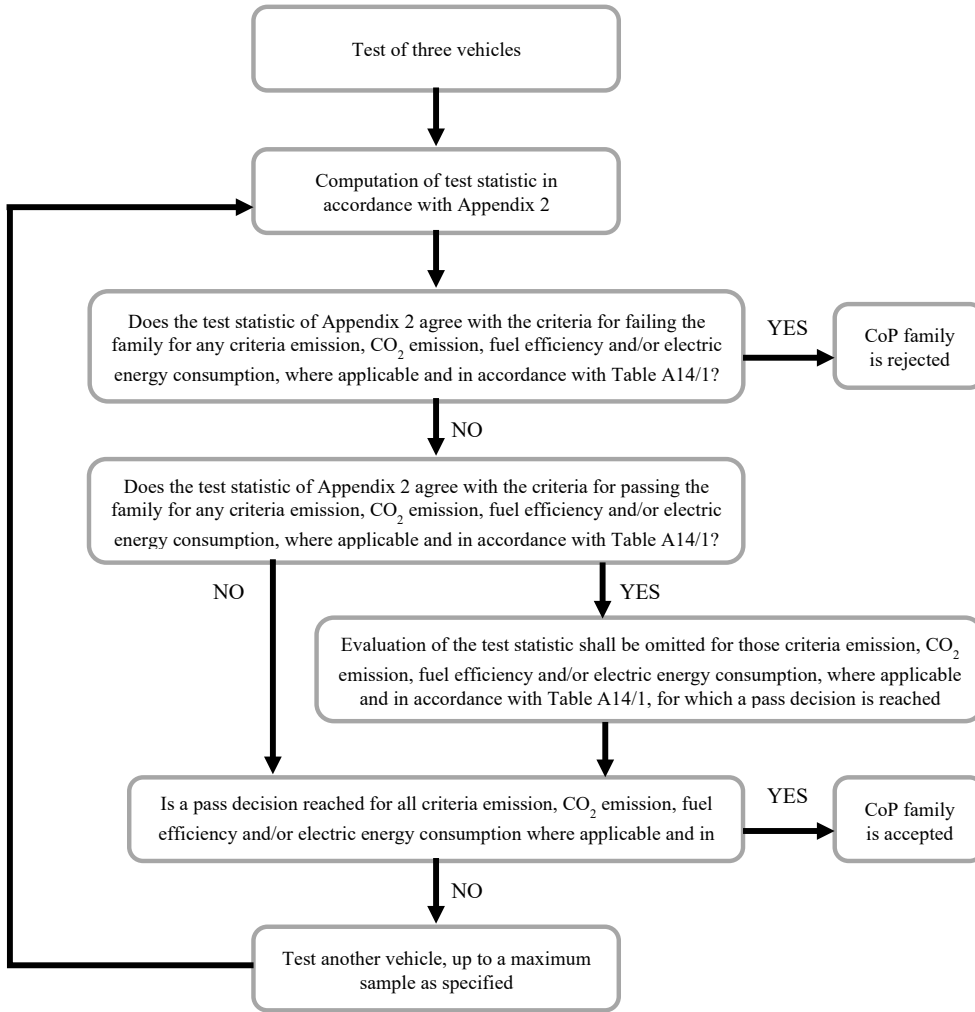 Test of three vehicles
Computation of test statistic in
accordance with Appendix 2
Does the test statistic of Appendix 2 agree with the criteria for failing the
family for any criteria emission, CO₂ emission, fuel efficiency and/or electric
energy consumption, where applicable and in accordance with Table A14/1?
YES
CoP family
is rejected
NO
Does the test statistic of Appendix 2 agree with the criteria for passing the
family for any criteria emission, CO₂ emission, fuel efficiency and/or electric
energy consumption, where applicable and in accordance with Table A14/1?
NO
YES
Evaluation of the test statistic shall be omitted for those criteria emission, CO₂
emission, fuel efficiency and/or electric energy consumption, where applicable
and in accordance with Table A14/1, for which a pass decision is reached
Is a pass decision reached for all criteria emission, CO₂ emission, fuel
efficiency and/or electric energy consumption where applicable and in
YES
CoP family
is accepted
NO
Test another vehicle, up to a maximum
sample as specified